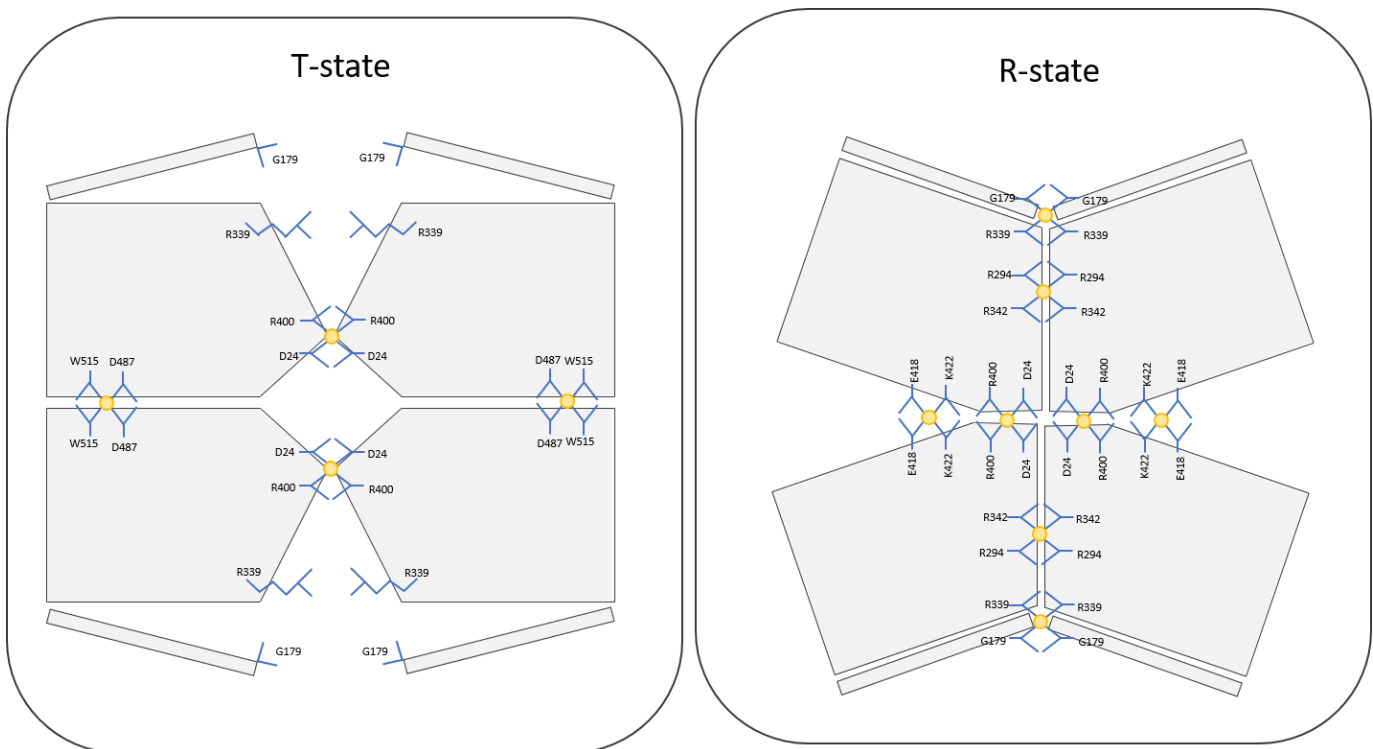 T-state
G179 G179
R339 R339
R400 R400
D24 D24
W515 D487 D487 W515
W515 D487 D487 W515
D24 D24
R400 R400
R339 R339
G179 G179
R-state
G179 G179
R339 R339
R294 R294
R342 R342
E418 K422 R400 D24 D24 R400 K422 E418
E418 K422 R400 D24 D24 R400 K422 E418
R342 R342
R294 R294
R339 R339
G179 G179